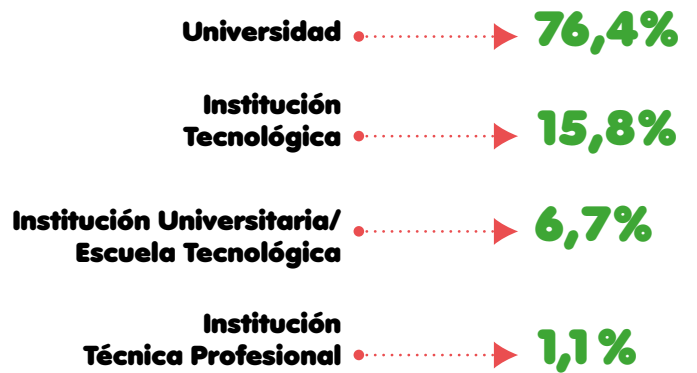 Universidad 76,4%
Institución
Tecnológica 15,8%
Institución Universitaria/
Escuela Tecnológica 6,7%
Institución
Técnica Profesional 1,1%